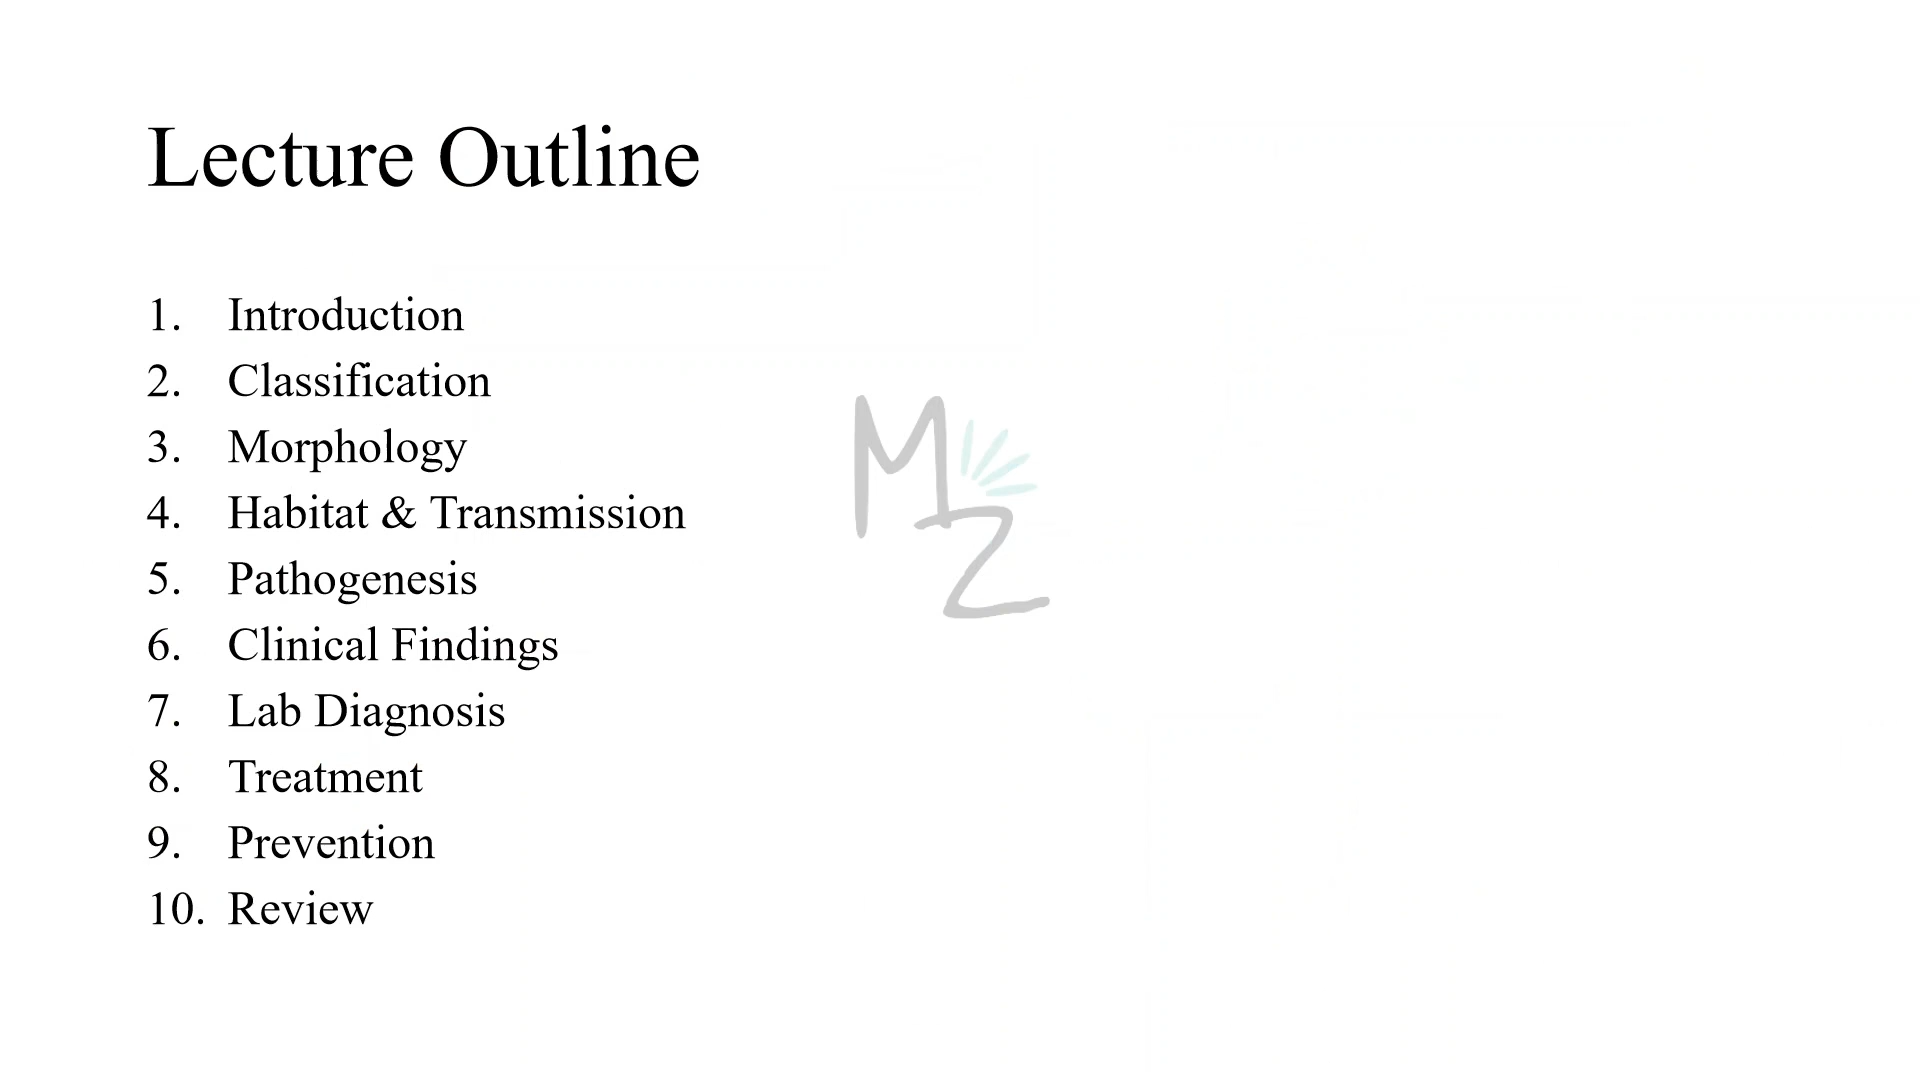 Lecture Outline
1. Introduction
2. Classification
3. Morphology
4. Habitat & Transmission
5. Pathogenesis
6. Clinical Findings
7. Lab Diagnosis
8. Treatment
9. Prevention
10. Review
MZ